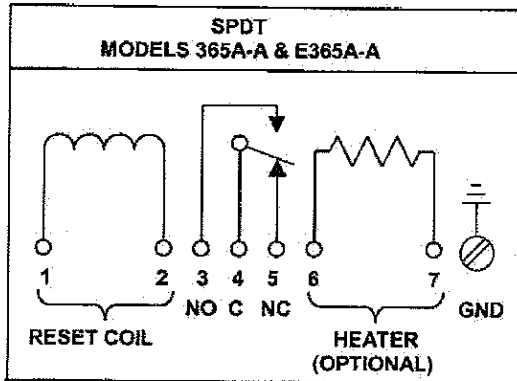 SPDT
MODELS 365A-A & E365A-A
1 2 3 4 5 6 7
NO C NC GND
RESET COIL HEATER
(OPTIONAL)